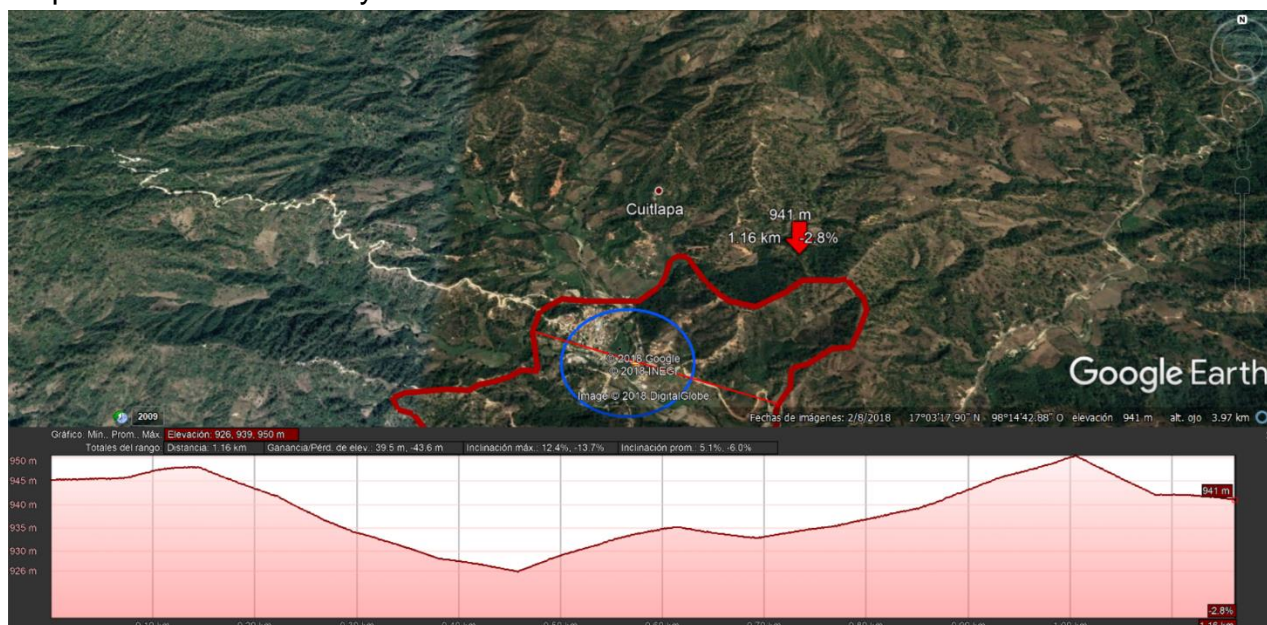 N
Cuitlapa
941 m
1.16 km -2.8%
© 2018 Google
© 2018 INEGI
Image © 2018 DigitalGlobe
Google Earth
2009
Fechas de imágenes: 2/8/2018 17°03'17.90" N 98°14'42.88" O elevación 941 m alt. ojo 3.97 km
Gráfico: Mín., Prom., Máx. Elevación: 926, 939, 950 m
Totales del rango: Distancia: 1.16 km Ganancia/Pérd. de elev.: 39.5 m, -43.6 m Inclinación máx.: 12.4%, -13.7% Inclinación prom.: 5.1%, -6.0%
950 m
945 m
940 m
935 m
930 m
926 m
941 m
-2.8%
1.16 km